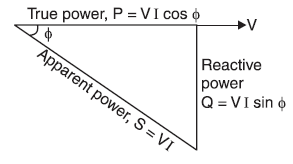 True power, P = V I cos ϕ
V
ϕ
Apparent power, S = VI
Reactive
power
Q = V I sin ϕ